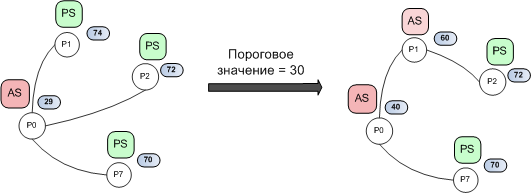 PS
P1
74
PS
P2
72
AS
29
P0
PS
P7
70
Пороговое
значение = 30
AS
P1
60
PS
P2
72
AS
40
P0
PS
P7
70